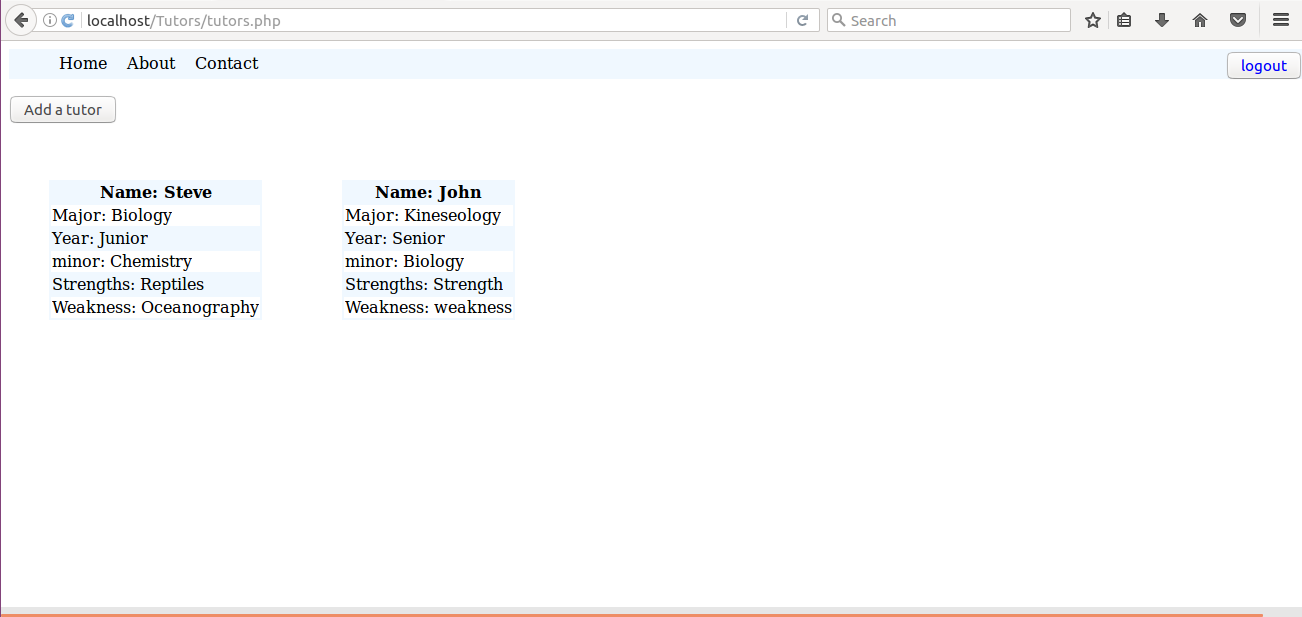 localhost/Tutors/tutors.php
Search
Home About Contact
logout
Add a tutor
Name: Steve
Major: Biology
Year: Junior
minor: Chemistry
Strengths: Reptiles
Weakness: Oceanography
Name: John
Major: Kineseology
Year: Senior
minor: Biology
Strengths: Strength
Weakness: weakness